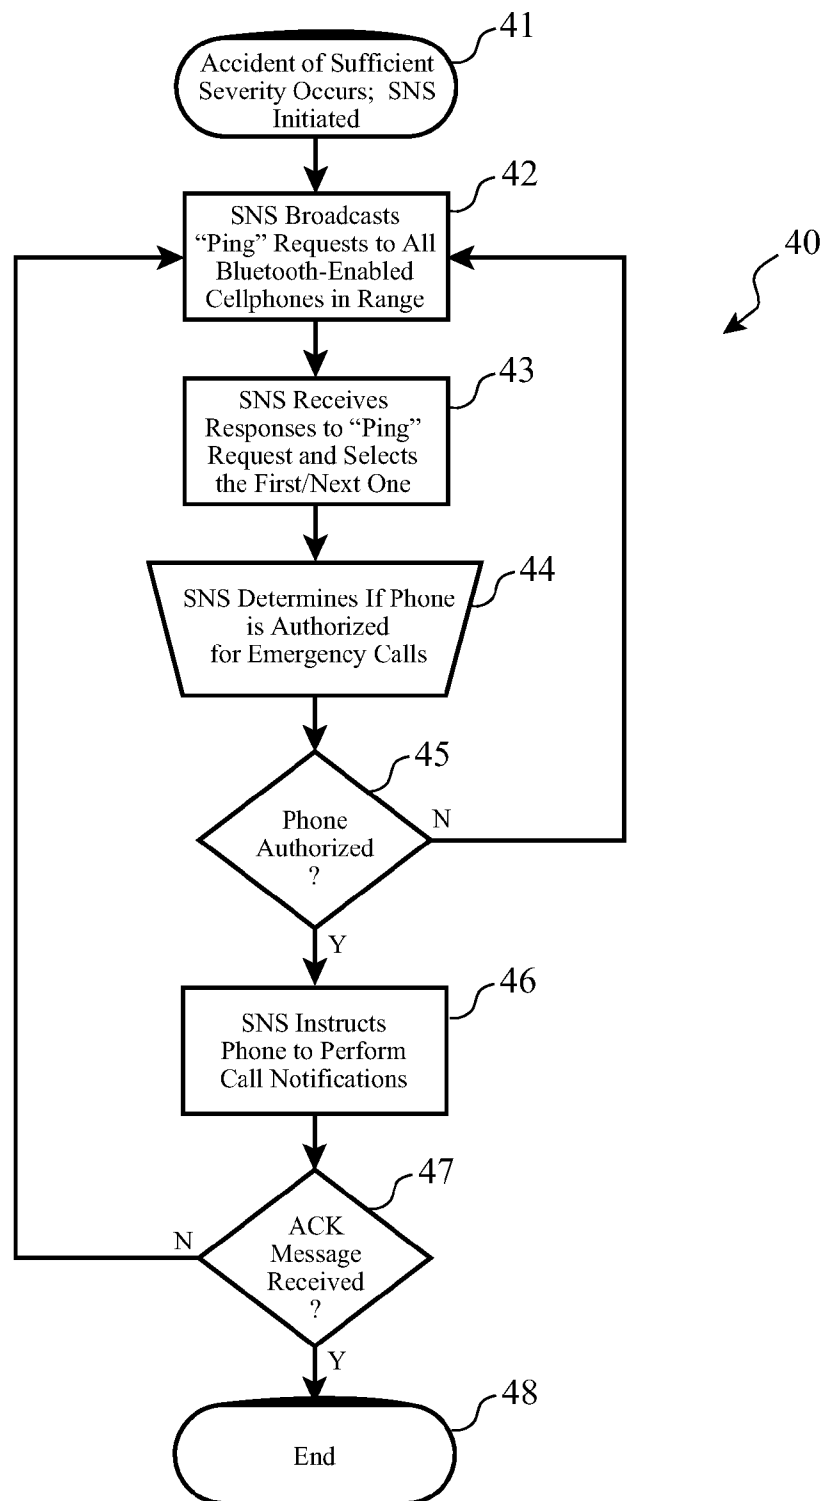 41
Accident of Sufficient
Severity Occurs; SNS
Initiated
42
SNS Broadcasts
“Ping” Requests to All
Bluetooth-Enabled
Cellphones in Range
40
43
SNS Receives
Responses to “Ping”
Request and Selects
the First/Next One
44
SNS Determines If Phone
is Authorized
for Emergency Calls
45
Phone
Authorized
?
N
Y
46
SNS Instructs
Phone to Perform
Call Notifications
47
ACK
Message
Received
?
N
Y
48
End